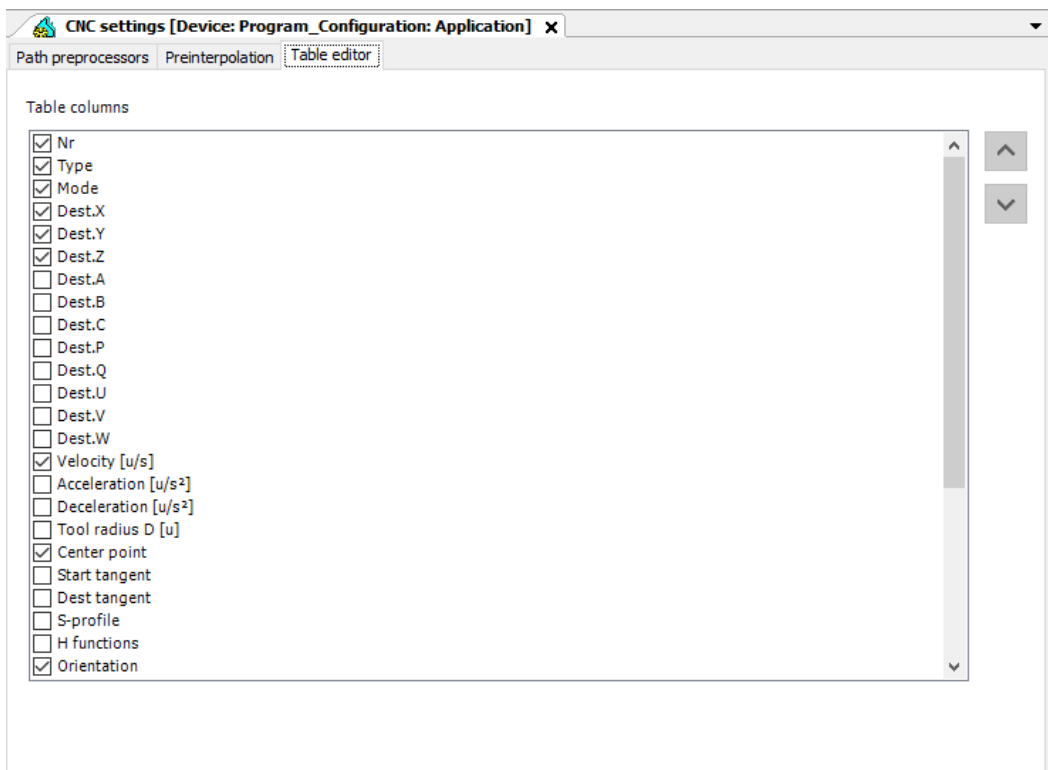 CNC settings [Device: Program_Configuration: Application]
Path preprocessors Preinterpolation Table editor
Table columns
Nr
Type
Mode
Dest.X
Dest.Y
Dest.Z
Dest.A
Dest.B
Dest.C
Dest.P
Dest.Q
Dest.U
Dest.V
Dest.W
Velocity [u/s]
Acceleration [u/s²]
Deceleration [u/s²]
Tool radius D [u]
Center point
Start tangent
Dest tangent
S-profile
H functions
Orientation